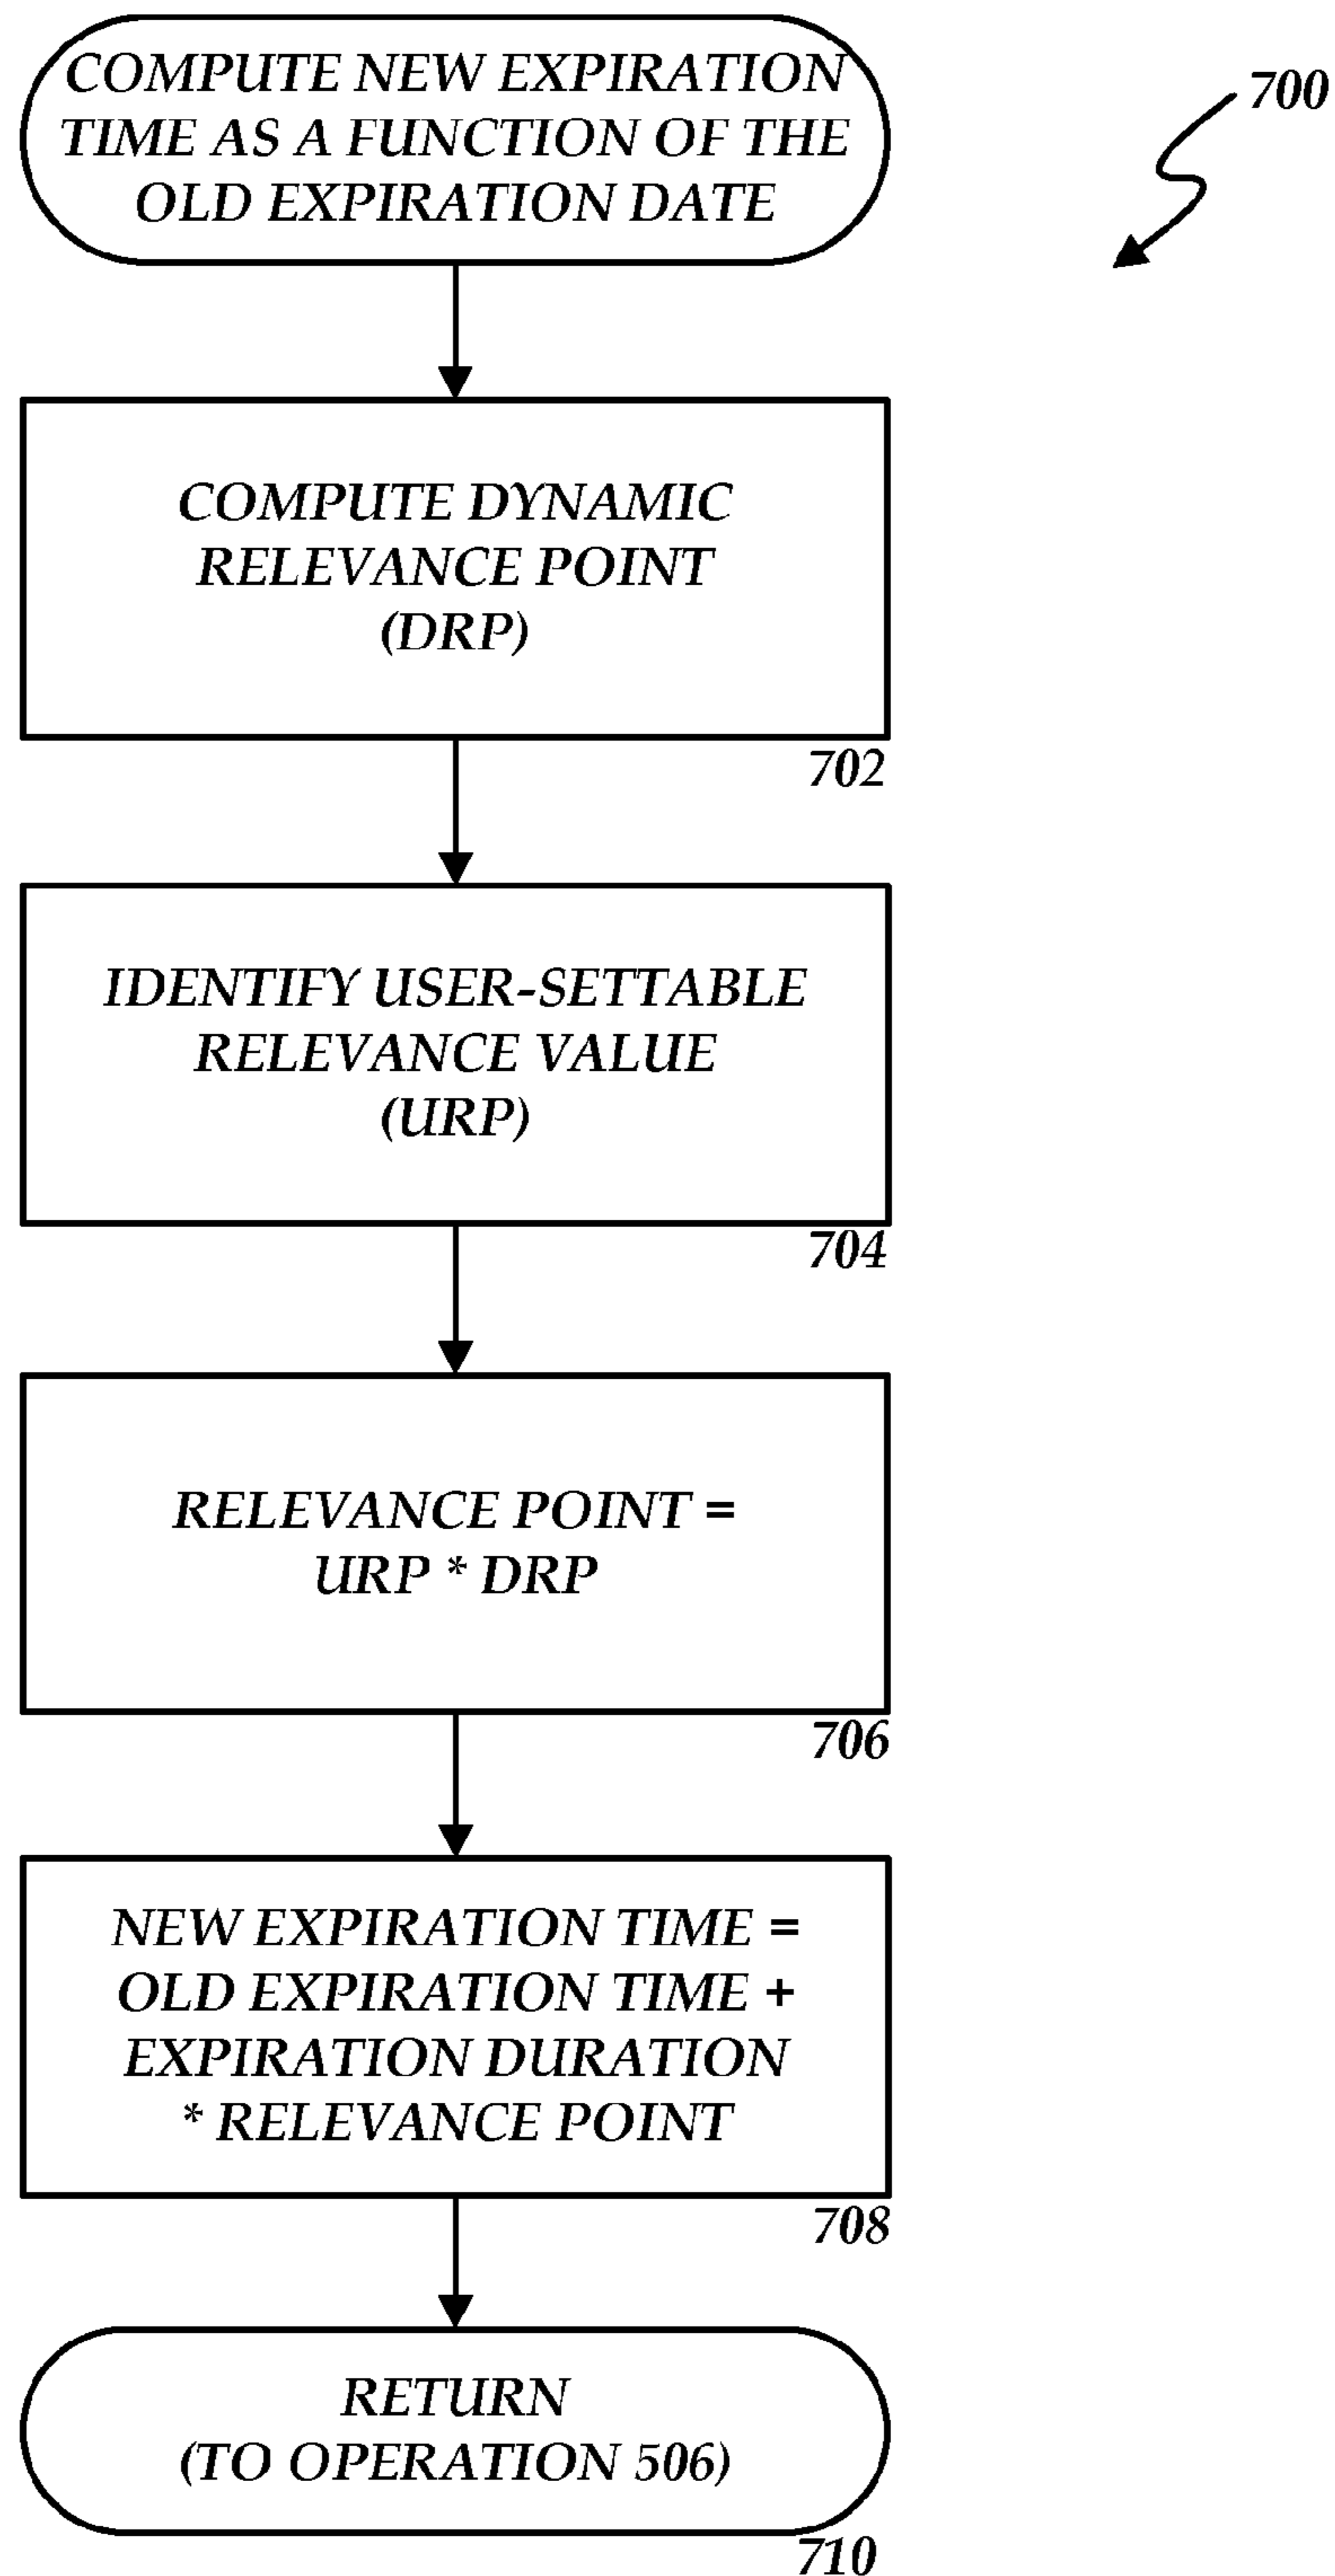 COMPUTE NEW EXPIRATION
TIME AS A FUNCTION OF THE
OLD EXPIRATION DATE
700
COMPUTE DYNAMIC
RELEVANCE POINT
(DRP)
702
IDENTIFY USER-SETTABLE
RELEVANCE VALUE
(URP)
704
RELEVANCE POINT =
URP * DRP
706
NEW EXPIRATION TIME =
OLD EXPIRATION TIME +
EXPIRATION DURATION
* RELEVANCE POINT
708
RETURN
(TO OPERATION 506)
710